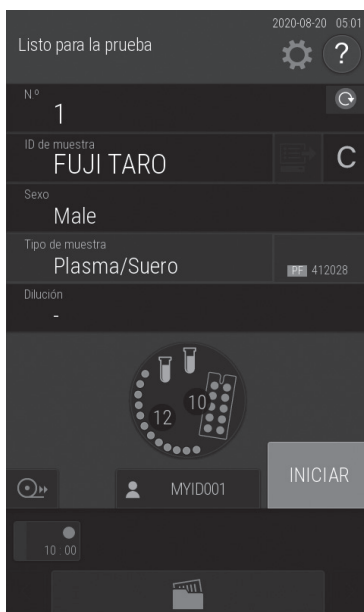 2020-08-20 05:01
Listo para la prueba
?
N.º
1
ID de muestra
FUJI TARO
C
Sexo
Male
Tipo de muestra
Plasma/Suero
PF 412028
Dilución
-
12
10
MYID001
INICIAR
10 00